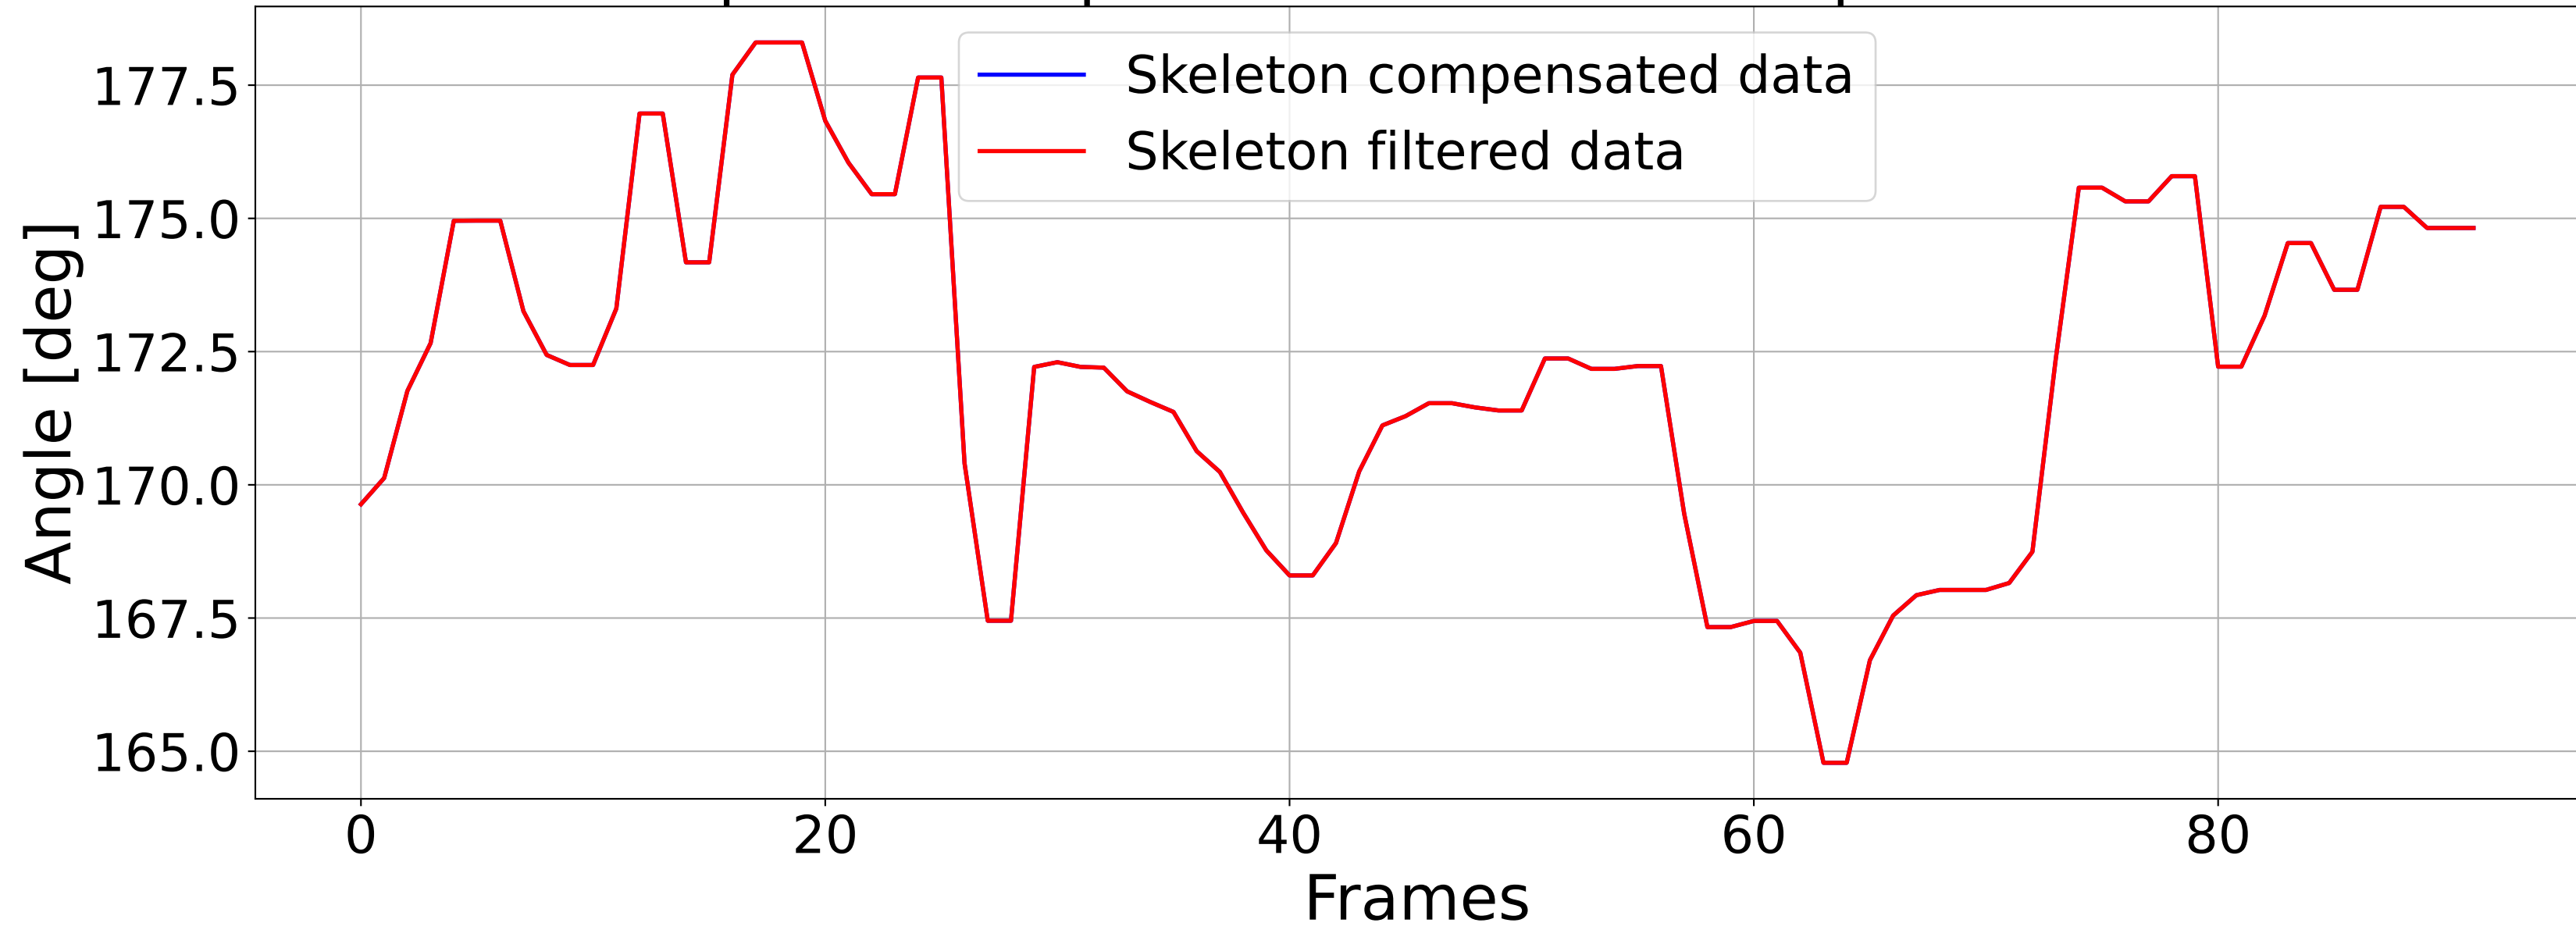 Skeleton compensated data
Skeleton filtered data
Angle [deg]
177.5
175.0
172.5
170.0
167.5
165.0
0 20 40 60 80
Frames